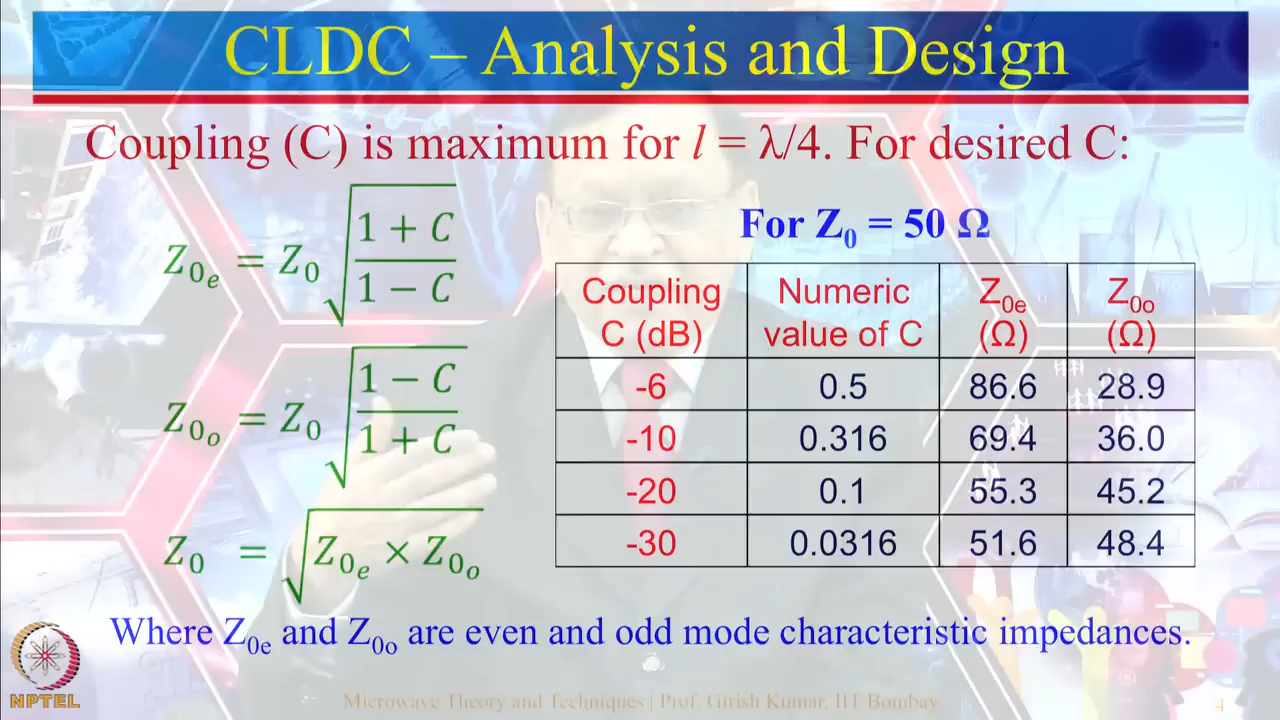 CLDC – Analysis and Design
Coupling (C) is maximum for l = λ/4. For desired C:
Z₀ₑ = Z₀ √((1 + C)/(1 − C))
Z₀ₒ = Z₀ √((1 − C)/(1 + C))
Z₀ = √(Z₀ₑ × Z₀ₒ)
For Z₀ = 50 Ω
Coupling C (dB) | Numeric value of C | Z₀ₑ (Ω) | Z₀ₒ (Ω)
-6 | 0.5 | 86.6 | 28.9
-10 | 0.316 | 69.4 | 36.0
-20 | 0.1 | 55.3 | 45.2
-30 | 0.0316 | 51.6 | 48.4
Where Z₀ₑ and Z₀ₒ are even and odd mode characteristic impedances.
NPTEL
Microwave Theory and Techniques | Prof. Girish Kumar, IIT Bombay
4